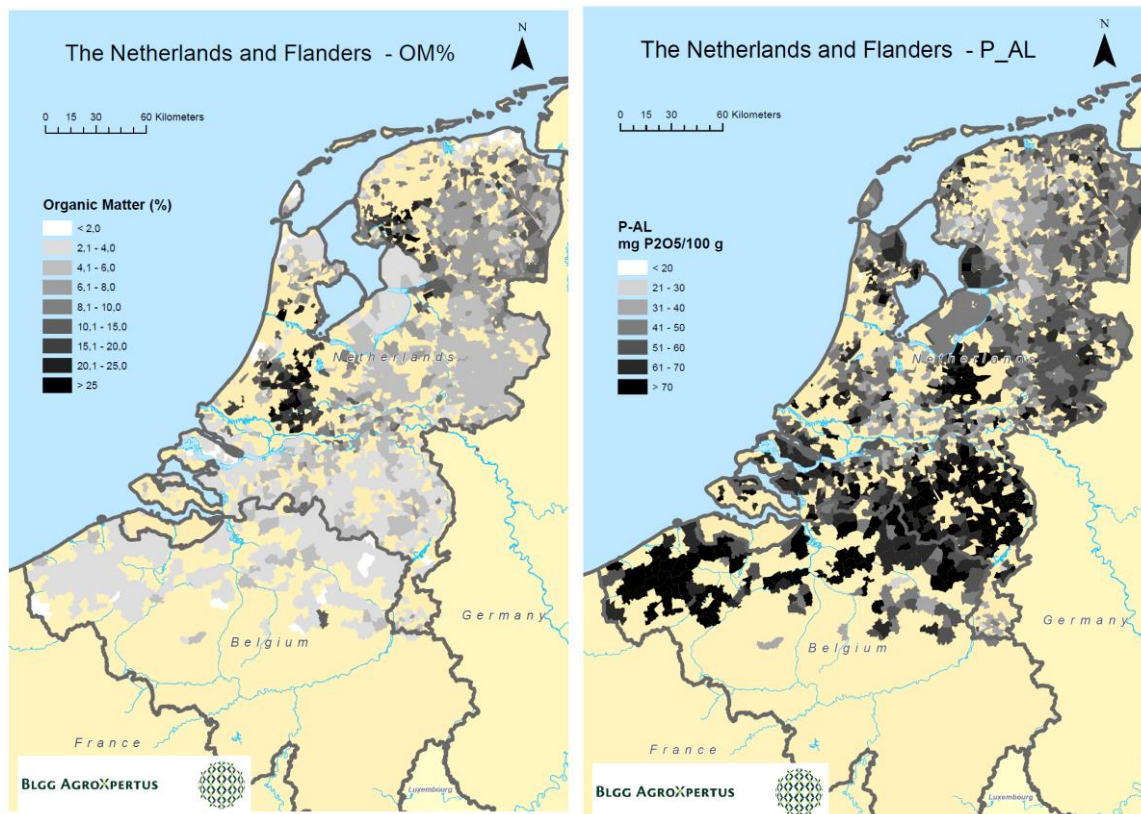 The Netherlands and Flanders - OM%
N
0 15 30 60 Kilometers
Organic Matter (%)
< 2,0
2,1 - 4,0
4,1 - 6,0
6,1 - 8,0
8,1 - 10,0
10,1 - 15,0
15,1 - 20,0
20,1 - 25,0
> 25
Netherlands
Germany
Belgium
France
Luxembourg
BLGG AGROXPERTUS
The Netherlands and Flanders - P_AL
N
0 15 30 60 Kilometers
P-AL
mg P2O5/100 g
< 20
21 - 30
31 - 40
41 - 50
51 - 60
61 - 70
> 70
Netherlands
Germany
Belgium
France
Luxembourg
BLGG AGROXPERTUS